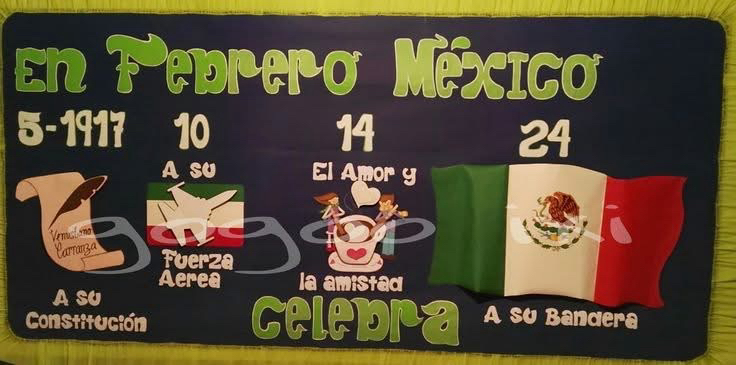 En Febrero México
5-1917
A su
Constitución
Venustiano
Carranza
10
A su
Fuerza
Aerea
14
El Amor y
la amistad
24
A su Bandera
Celebra